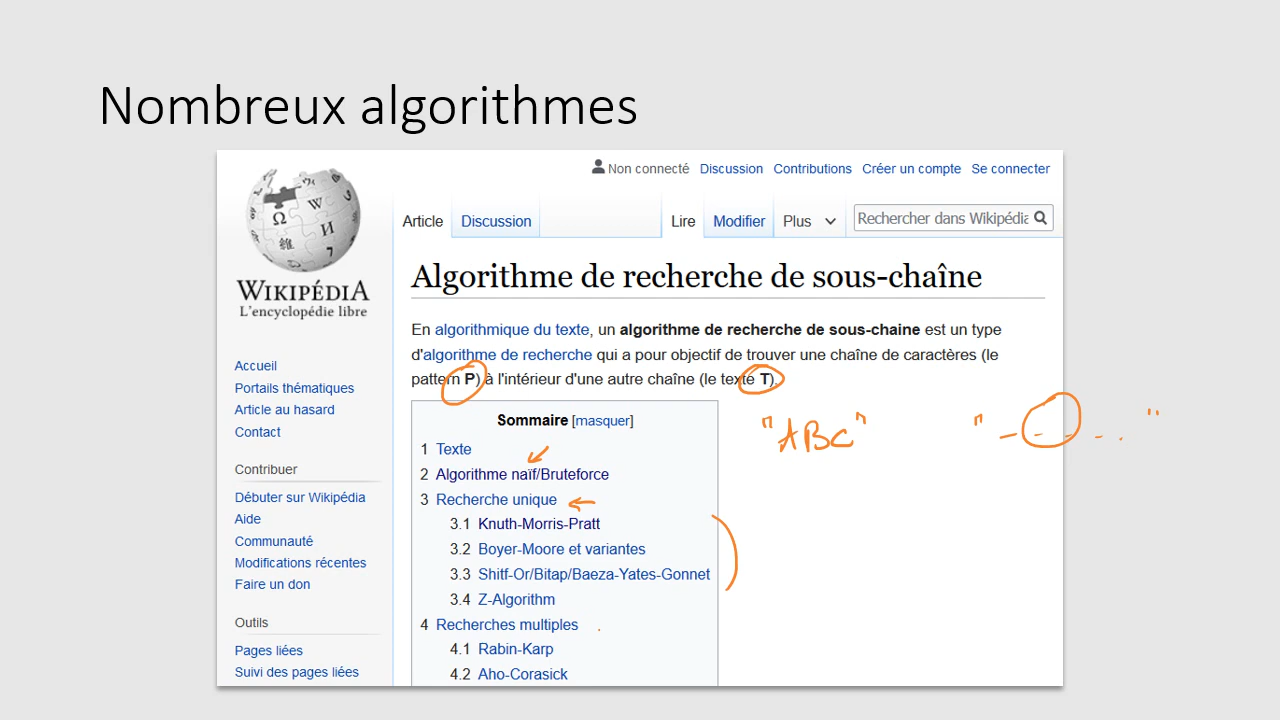 Nombreux algorithmes
Non connecté Discussion Contributions Créer un compte Se connecter
Article Discussion Lire Modifier Plus Rechercher dans Wikipédia
WIKIPÉDIA
L'encyclopédie libre
Accueil
Portails thématiques
Article au hasard
Contact
Contribuer
Débuter sur Wikipédia
Aide
Communauté
Modifications récentes
Faire un don
Outils
Pages liées
Suivi des pages liées
Algorithme de recherche de sous-chaîne
En algorithmique du texte, un algorithme de recherche de sous-chaine est un type
d'algorithme de recherche qui a pour objectif de trouver une chaîne de caractères (le
pattern P) à l'intérieur d'une autre chaîne (le texte T).
"ABC" "_ _ _ _ . ."
Sommaire [masquer]
1 Texte
2 Algorithme naïf/Bruteforce
3 Recherche unique
3.1 Knuth-Morris-Pratt
3.2 Boyer-Moore et variantes
3.3 Shitf-Or/Bitap/Baeza-Yates-Gonnet
3.4 Z-Algorithm
4 Recherches multiples
4.1 Rabin-Karp
4.2 Aho-Corasick